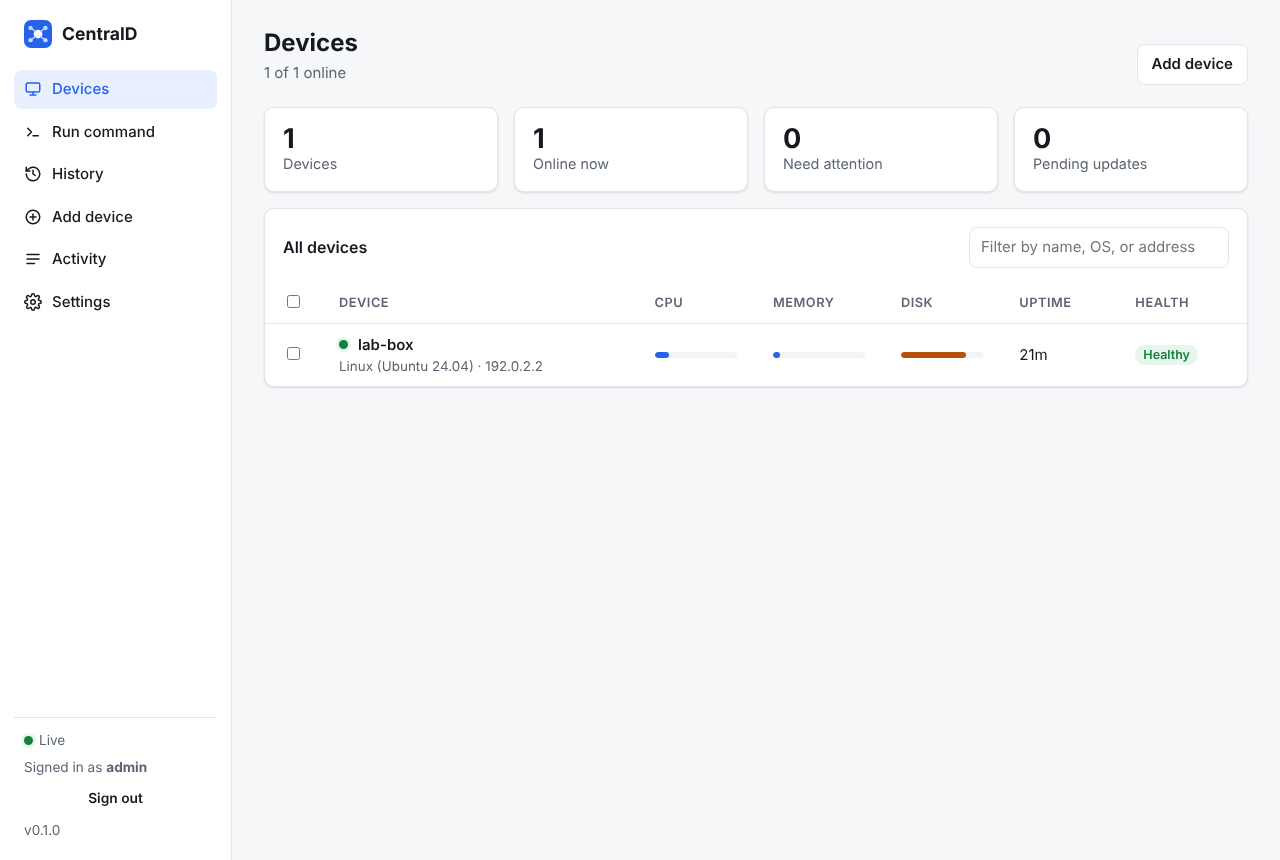 CentralD
Devices
Run command
History
Add device
Activity
Settings
Live
Signed in as admin
Sign out
v0.1.0
Devices
1 of 1 online
Add device
1
Devices
1
Online now
0
Need attention
0
Pending updates
All devices
Filter by name, OS, or address
DEVICE CPU MEMORY DISK UPTIME HEALTH
lab-box
Linux (Ubuntu 24.04) · 192.0.2.2
21m
Healthy